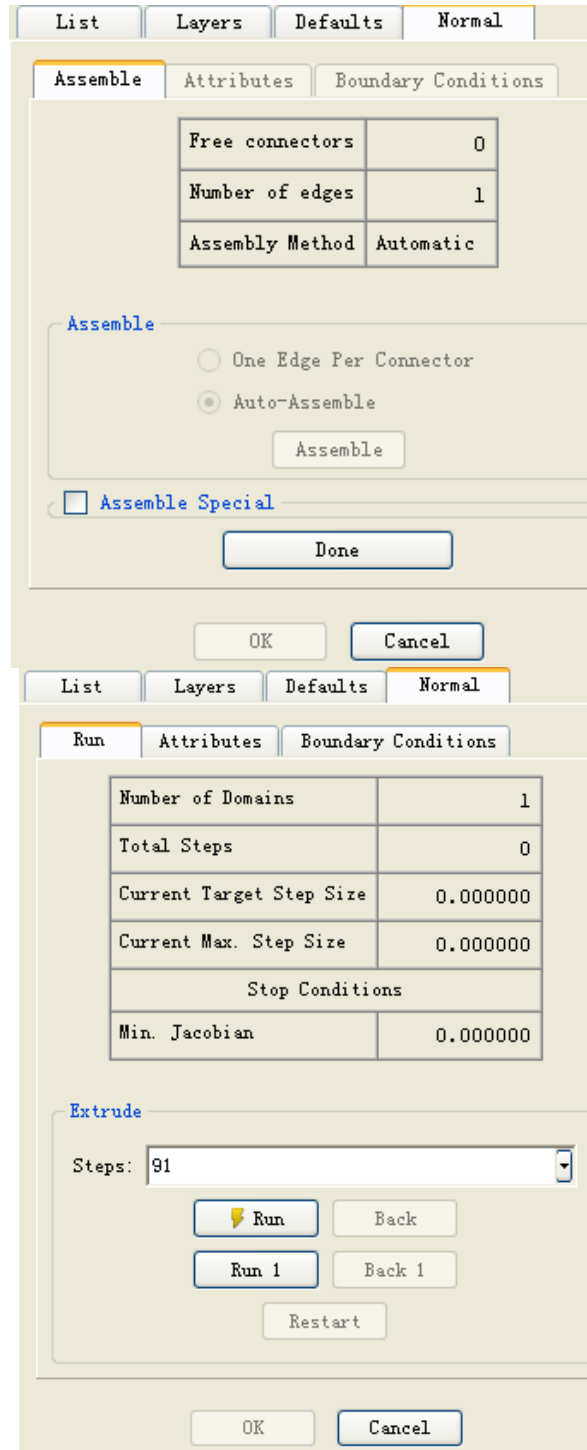 List Layers Defaults Normal
Assemble Attributes Boundary Conditions
Free connectors 0
Number of edges 1
Assembly Method Automatic
Assemble
One Edge Per Connector
Auto-Assemble
Assemble
Assemble Special
Done
OK Cancel
List Layers Defaults Normal
Run Attributes Boundary Conditions
Number of Domains 1
Total Steps 0
Current Target Step Size 0.000000
Current Max. Step Size 0.000000
Stop Conditions
Min. Jacobian 0.000000
Extrude
Steps: 91
Run Back
Run 1 Back 1
Restart
OK Cancel